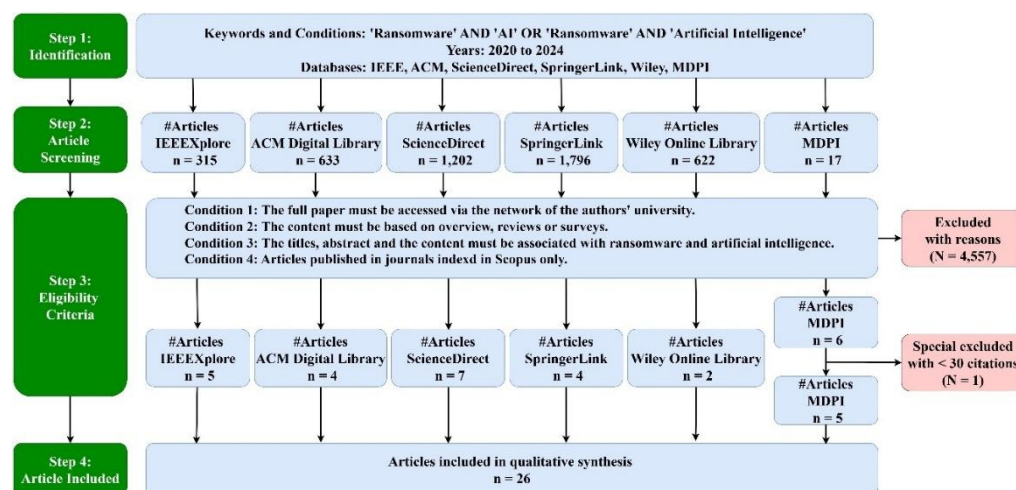 Step 1:
Identification
Keywords and Conditions: 'Ransomware' AND 'AI' OR 'Ransomware' AND 'Artificial Intelligence'
Years: 2020 to 2024
Databases: IEEE, ACM, ScienceDirect, SpringerLink, Wiley, MDPI
Step 2:
Article
Screening
#Articles
IEEEXplore
n = 315
#Articles
ACM Digital Library
n = 633
#Articles
ScienceDirect
n = 1,202
#Articles
SpringerLink
n = 1,796
#Articles
Wiley Online Library
n = 622
#Articles
MDPI
n = 17
Step 3:
Eligibility
Criteria
Condition 1: The full paper must be accessed via the network of the authors' university.
Condition 2: The content must be based on overview, reviews or surveys.
Condition 3: The titles, abstract and the content must be associated with ransomware and artificial intelligence.
Condition 4: Articles published in journals indexd in Scopus only.
Excluded
with reasons
(N = 4,557)
#Articles
IEEEXplore
n = 5
#Articles
ACM Digital Library
n = 4
#Articles
ScienceDirect
n = 7
#Articles
SpringerLink
n = 4
#Articles
Wiley Online Library
n = 2
#Articles
MDPI
n = 6
Special excluded
with < 30 citations
(N = 1)
#Articles
MDPI
n = 5
Step 4:
Article Included
Articles included in qualitative synthesis
n = 26